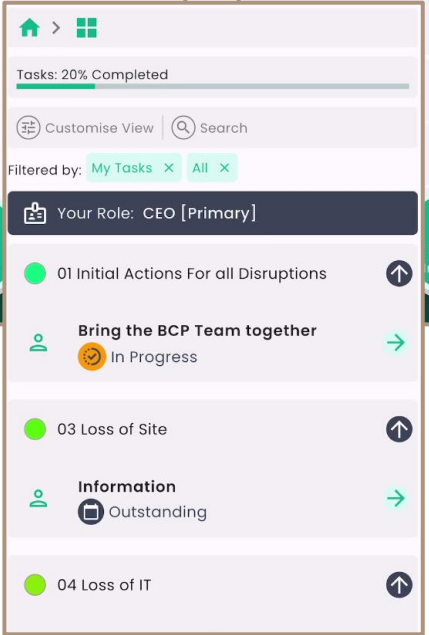 Tasks: 20% Completed
Customise View Search
Filtered by: My Tasks × All ×
Your Role: CEO [Primary]
01 Initial Actions For all Disruptions
Bring the BCP Team together
In Progress
03 Loss of Site
Information
Outstanding
04 Loss of IT